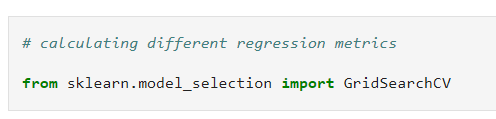 # calculating different regression metrics
from sklearn.model_selection import GridSearchCV